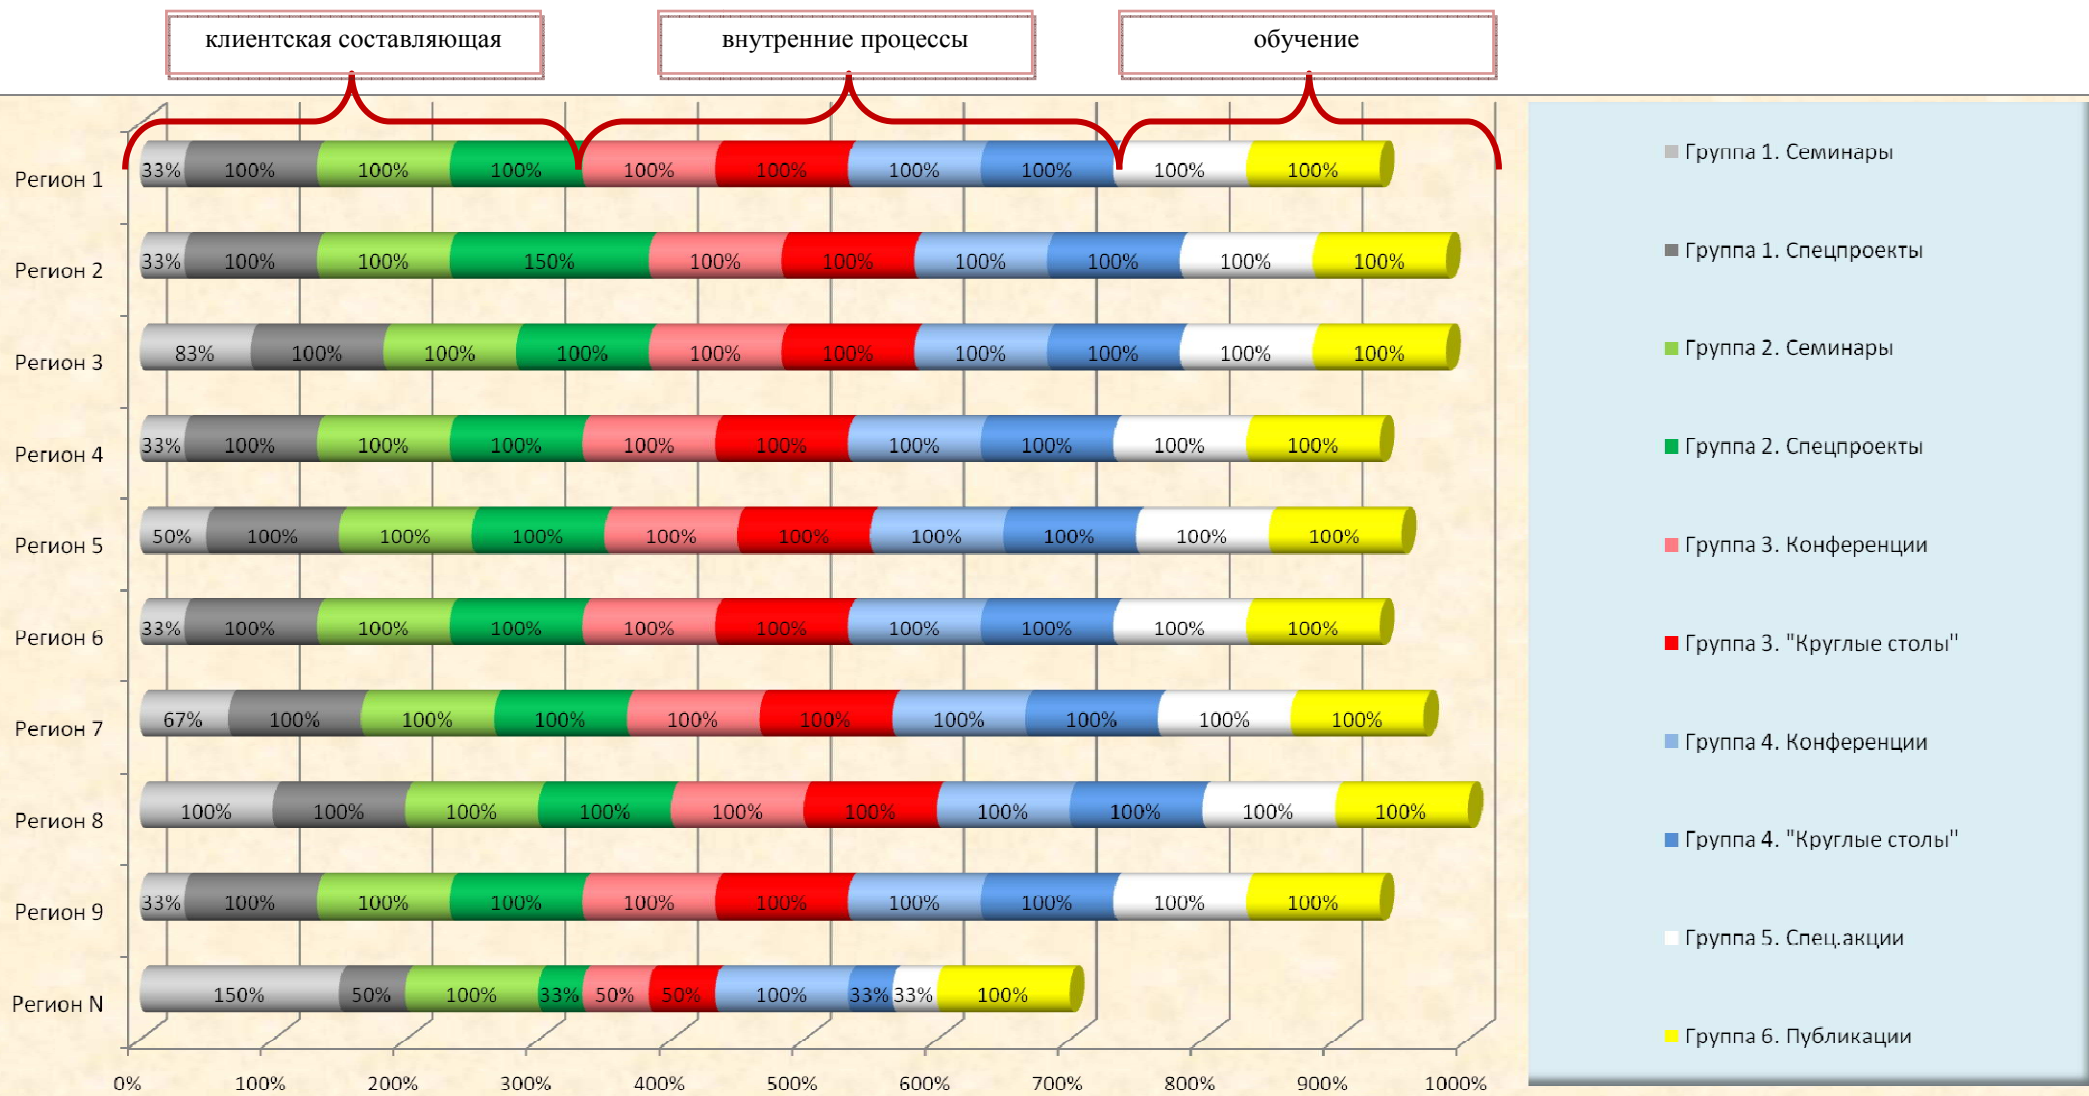 клиентская составляющая
внутренние процессы
обучение
Регион 1
33% 100% 100% 100% 100% 100% 100% 100% 100% 100%
Регион 2
33% 100% 100% 150% 100% 100% 100% 100% 100% 100%
Регион 3
83% 100% 100% 100% 100% 100% 100% 100% 100% 100%
Регион 4
33% 100% 100% 100% 100% 100% 100% 100% 100% 100%
Регион 5
50% 100% 100% 100% 100% 100% 100% 100% 100% 100%
Регион 6
33% 100% 100% 100% 100% 100% 100% 100% 100% 100%
Регион 7
67% 100% 100% 100% 100% 100% 100% 100% 100% 100%
Регион 8
100% 100% 100% 100% 100% 100% 100% 100% 100% 100%
Регион 9
33% 100% 100% 100% 100% 100% 100% 100% 100% 100%
Регион N
150% 50% 100% 33% 50% 50% 100% 33% 33% 100%
0% 100% 200% 300% 400% 500% 600% 700% 800% 900% 1000%
Группа 1. Семинары
Группа 1. Спецпроекты
Группа 2. Семинары
Группа 2. Спецпроекты
Группа 3. Конференции
Группа 3. "Круглые столы"
Группа 4. Конференции
Группа 4. "Круглые столы"
Группа 5. Спец.акции
Группа 6. Публикации